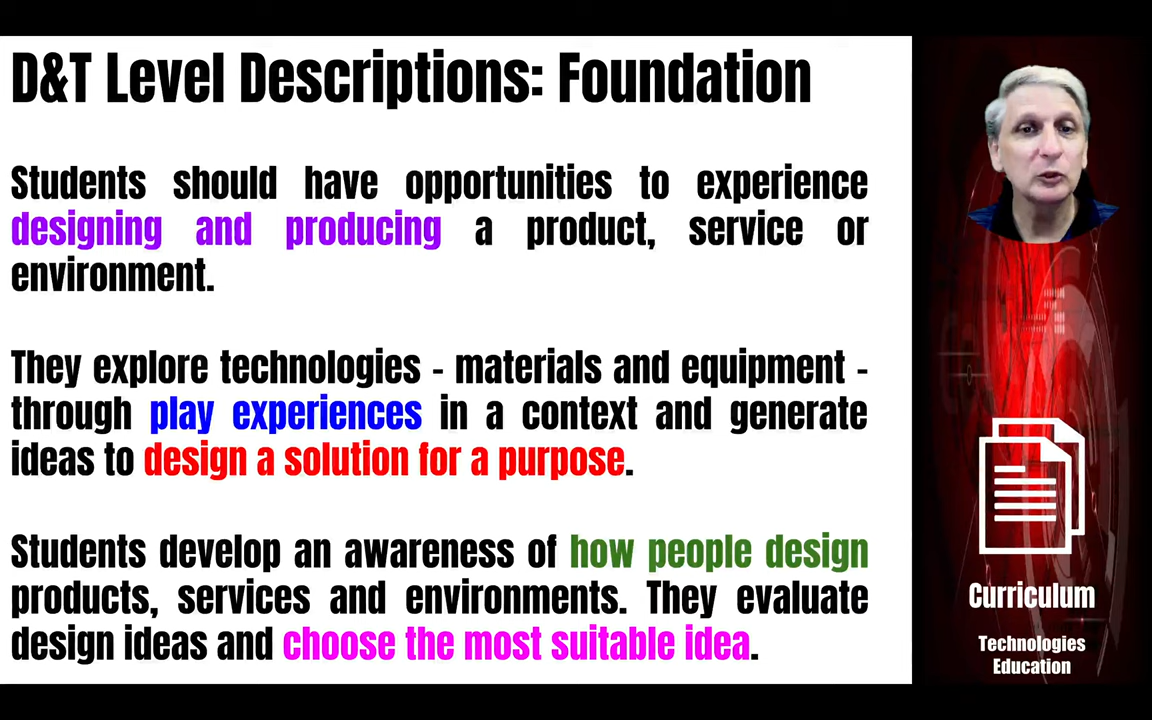 D&T Level Descriptions: Foundation
Students should have opportunities to experience
designing and producing a product, service or
environment.
They explore technologies - materials and equipment -
through play experiences in a context and generate
ideas to design a solution for a purpose.
Students develop an awareness of how people design
products, services and environments. They evaluate
design ideas and choose the most suitable idea.
Curriculum
Technologies
Education